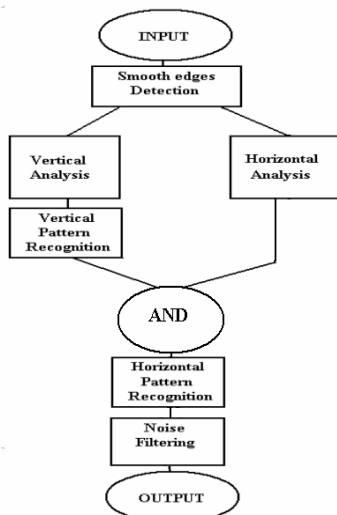 INPUT
Smooth edges
Detection
Vertical
Analysis
Horizontal
Analysis
Vertical
Pattern
Recognition
AND
Horizontal
Pattern
Recognition
Noise
Filtering
OUTPUT